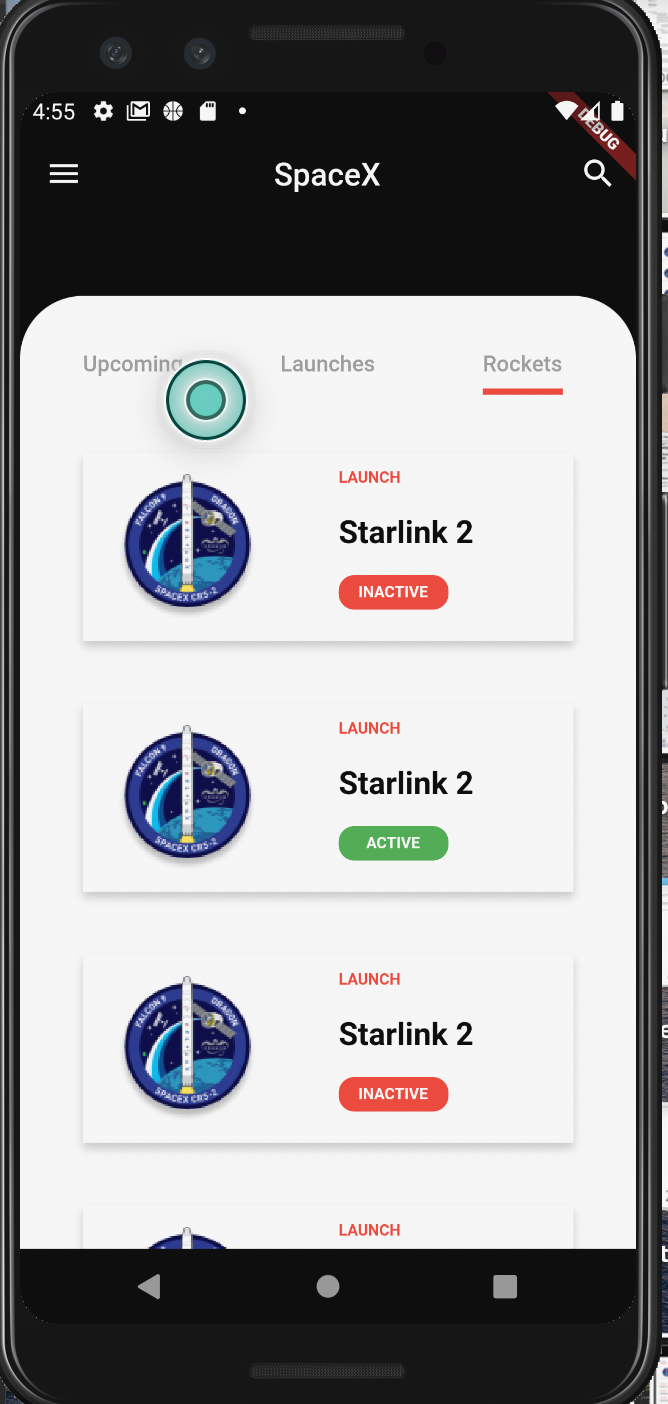 4:55
DEBUG
SpaceX
Upcoming
Launches
Rockets
LAUNCH
FALCON 9
DRAGON
Starlink 2
SPACEX CRS-2
INACTIVE
LAUNCH
FALCON 9
DRAGON
Starlink 2
SPACEX CRS-2
ACTIVE
LAUNCH
FALCON 9
DRAGON
Starlink 2
SPACEX CRS-2
INACTIVE
LAUNCH